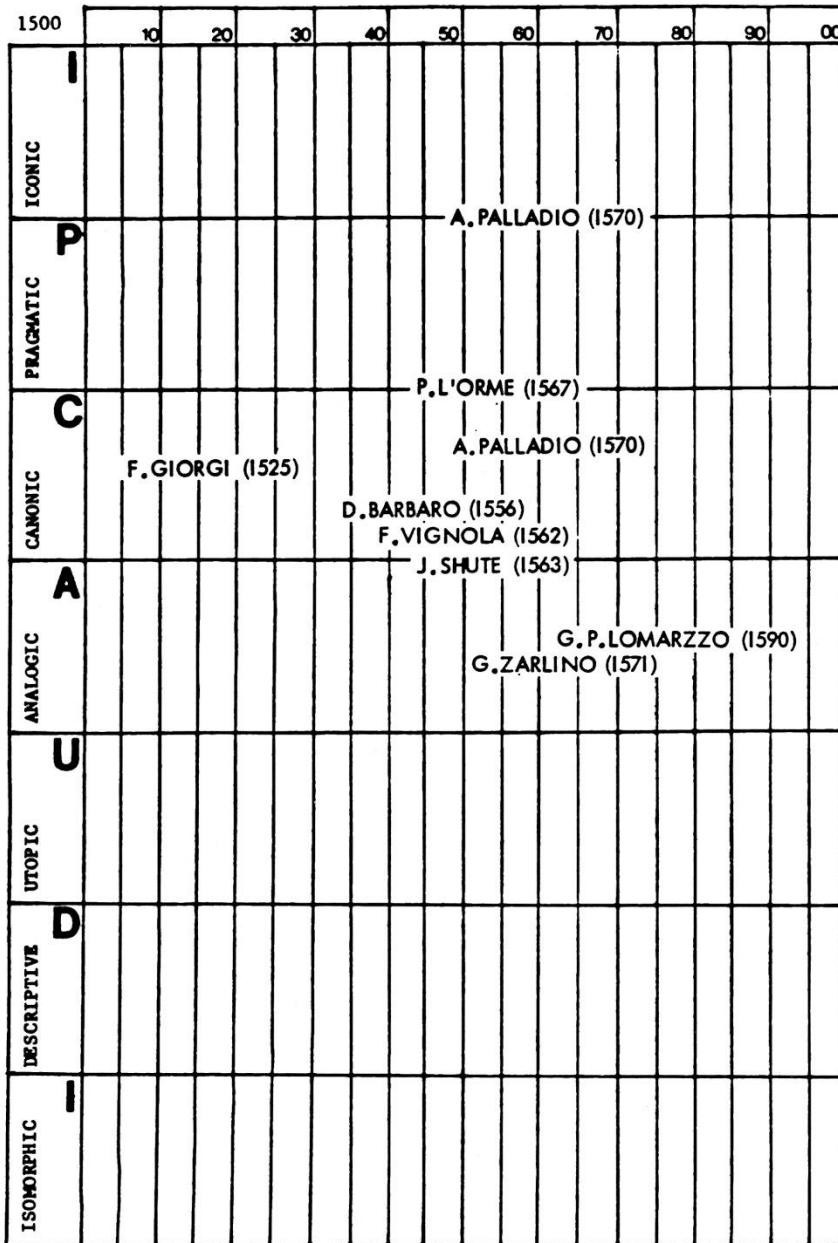 1500 10 20 30 40 50 60 70 80 90 00
I
ICONIC
A.PALLADIO (1570)
P
PRAGMATIC
P.L'ORME (1567)
C
CANONIC
A.PALLADIO (1570)
F.GIORGI (1525)
D.BARBARO (1556)
F.VIGNOLA (1562)
J.SHUTE (1563)
A
ANALOGIC
G.P.LOMARZZO (1590)
G.ZARLINO (1571)
U
UTOPIC
D
DESCRIPTIVE
I
ISOMORPHIC